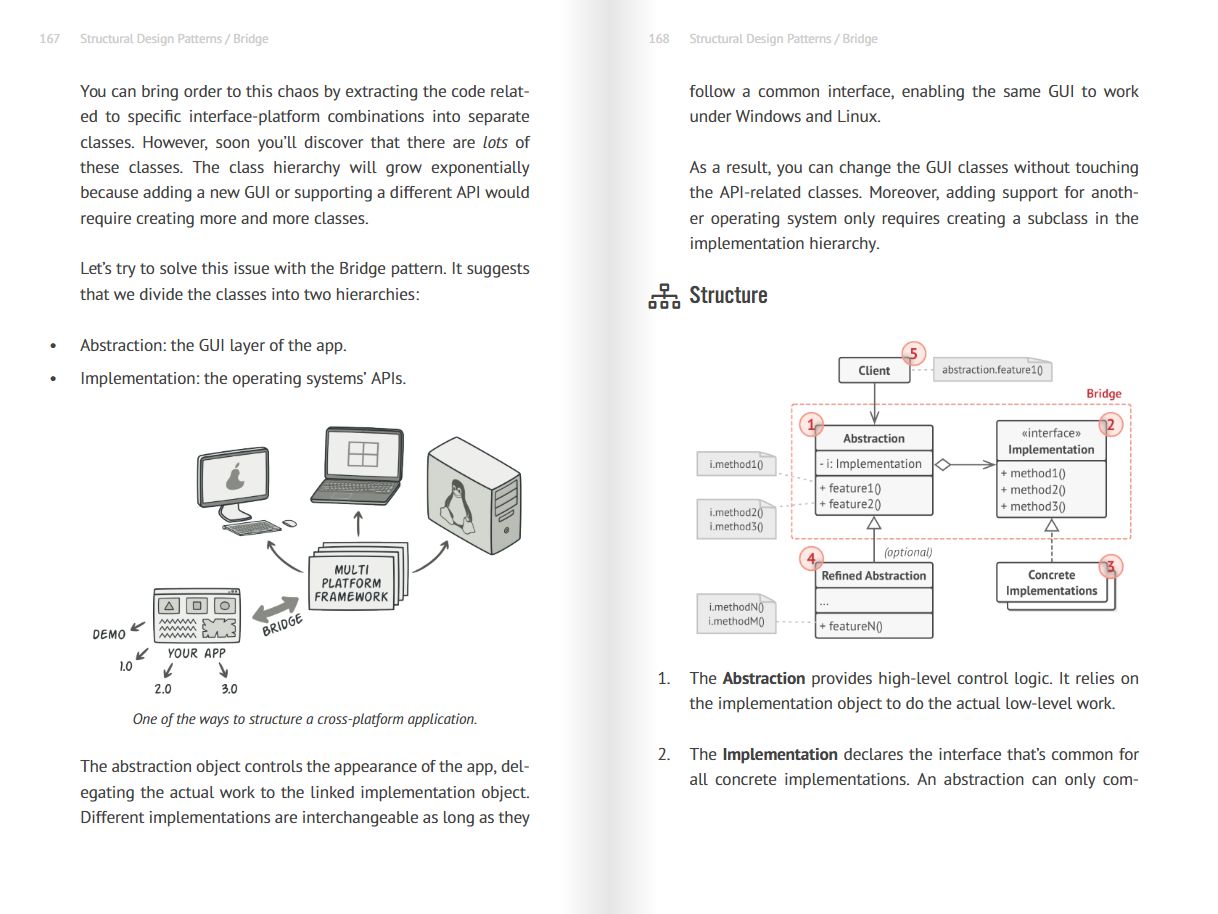 167 Structural Design Patterns / Bridge
You can bring order to this chaos by extracting the code relat-
ed to specific interface-platform combinations into separate
classes. However, soon you’ll discover that there are lots of
these classes. The class hierarchy will grow exponentially
because adding a new GUI or supporting a different API would
require creating more and more classes.
Let’s try to solve this issue with the Bridge pattern. It suggests
that we divide the classes into two hierarchies:
• Abstraction: the GUI layer of the app.
• Implementation: the operating systems’ APIs.
MULTI
PLATFORM
FRAMEWORK
BRIDGE
DEMO
YOUR APP
1.0
2.0 3.0
One of the ways to structure a cross-platform application.
The abstraction object controls the appearance of the app, del-
egating the actual work to the linked implementation object.
Different implementations are interchangeable as long as they
168 Structural Design Patterns / Bridge
follow a common interface, enabling the same GUI to work
under Windows and Linux.
As a result, you can change the GUI classes without touching
the API-related classes. Moreover, adding support for anoth-
er operating system only requires creating a subclass in the
implementation hierarchy.
Structure
5
Client
abstraction.feature1()
Bridge
1
Abstraction
- i: Implementation
+ feature1()
+ feature2()
i.method1()
i.method2()
i.method3()
2
«interface»
Implementation
+ method1()
+ method2()
+ method3()
(optional)
4
Refined Abstraction
...
+ featureN()
i.methodN()
i.methodM()
3
Concrete
Implementations
1. The Abstraction provides high-level control logic. It relies on
the implementation object to do the actual low-level work.
2. The Implementation declares the interface that’s common for
all concrete implementations. An abstraction can only com-